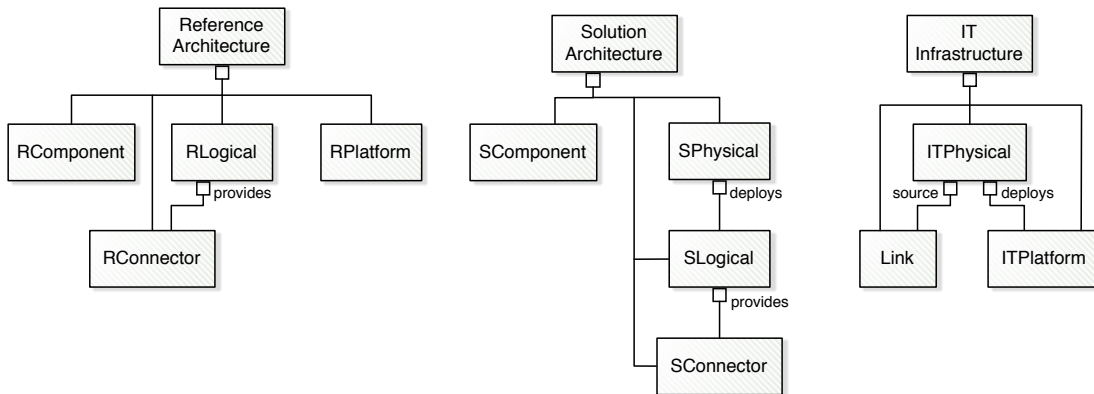 Reference
Architecture
RComponent
RLogical
RPlatform
provides
RConnector
Solution
Architecture
SComponent
SPhysical
deploys
SLogical
provides
SConnector
IT
Infrastructure
ITPhysical
source
deploys
Link
ITPlatform